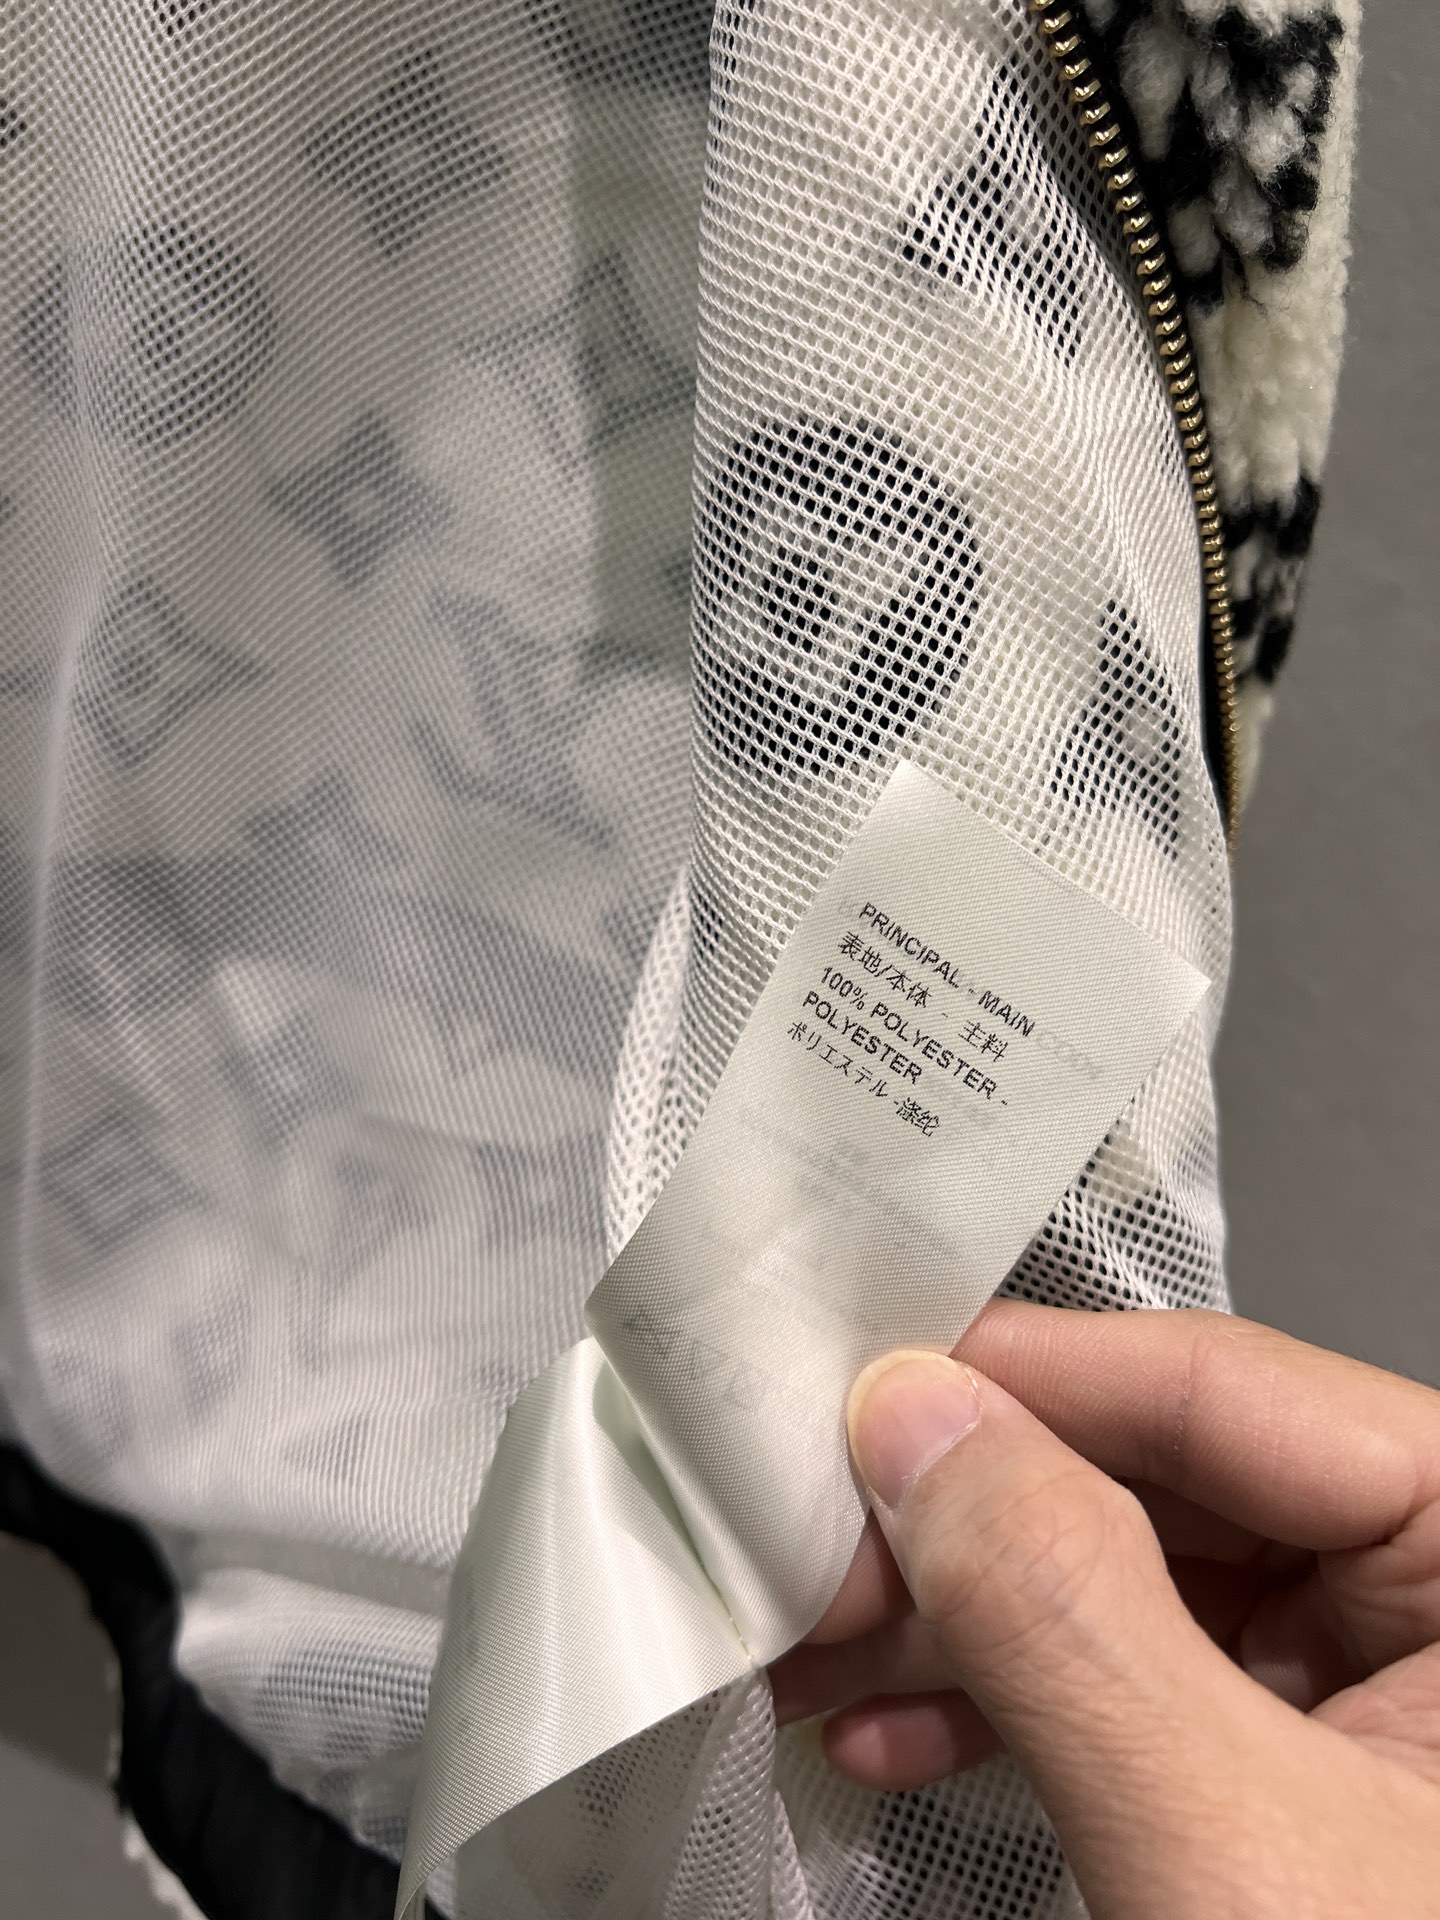 PRINCIPAL - MAIN
表地/本体 - 主料
100% POLYESTER -
POLYESTER
ポリエステル -涤纶